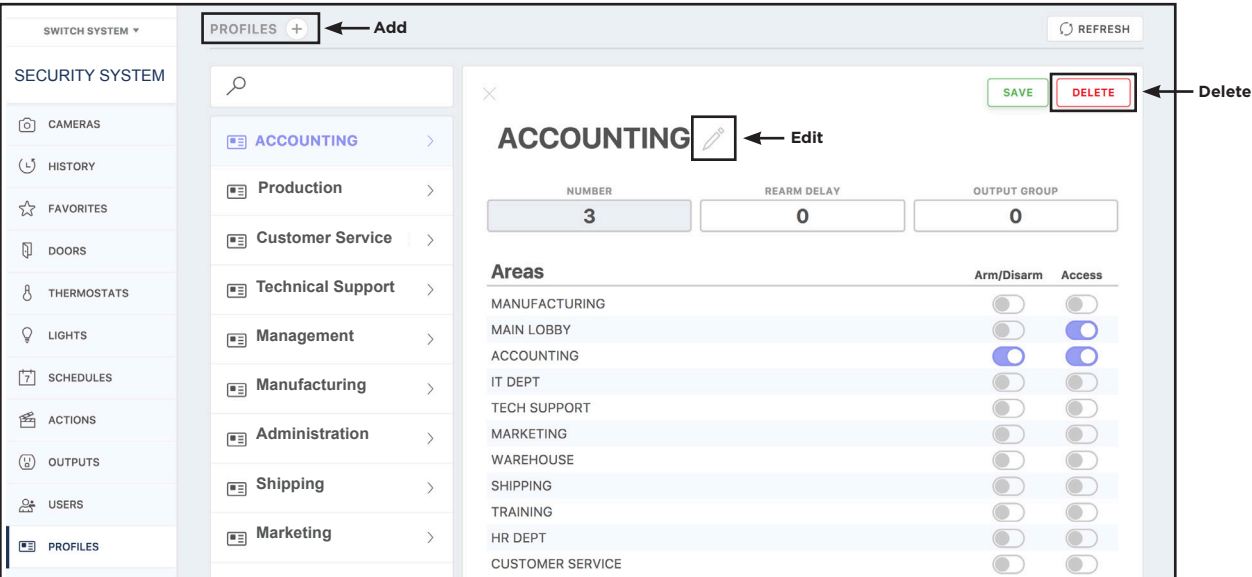 SWITCH SYSTEM ▾
SECURITY SYSTEM
CAMERAS
HISTORY
FAVORITES
DOORS
THERMOSTATS
LIGHTS
7 SCHEDULES
ACTIONS
OUTPUTS
USERS
PROFILES
PROFILES + Add
REFRESH
ACCOUNTING
Production
Customer Service
Technical Support
Management
Manufacturing
Administration
Shipping
Marketing
SAVE DELETE Delete
ACCOUNTING Edit
NUMBER REARM DELAY OUTPUT GROUP
3 0 0
Areas Arm/Disarm Access
MANUFACTURING
MAIN LOBBY
ACCOUNTING
IT DEPT
TECH SUPPORT
MARKETING
WAREHOUSE
SHIPPING
TRAINING
HR DEPT
CUSTOMER SERVICE